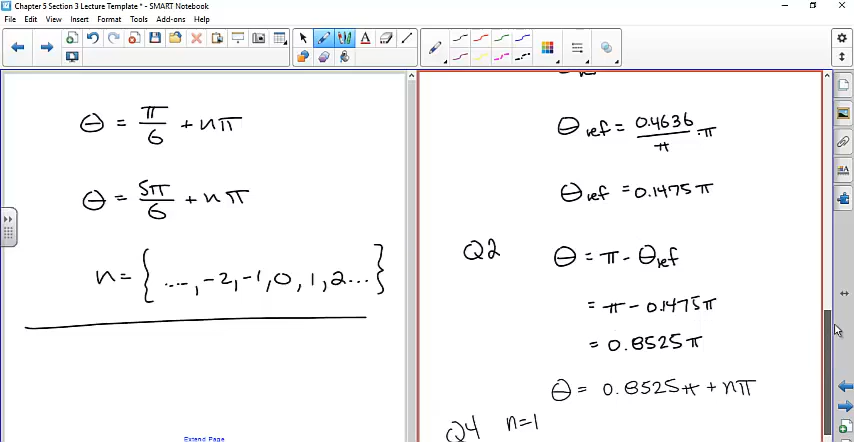 Chapter 5 Section 3 Lecture Template * - SMART Notebook
File Edit View Insert Format Tools Add-ons Help
θ = π/6 + nπ
θ = 5π/6 + nπ
n = { ..., -2, -1, 0, 1, 2... }
Extend Page
θref = 0.4636/π · π
θref = 0.1475π
Q2 θ = π - θref
= π - 0.1475π
= 0.8525π
θ = 0.8525π + nπ
Q4 n=1